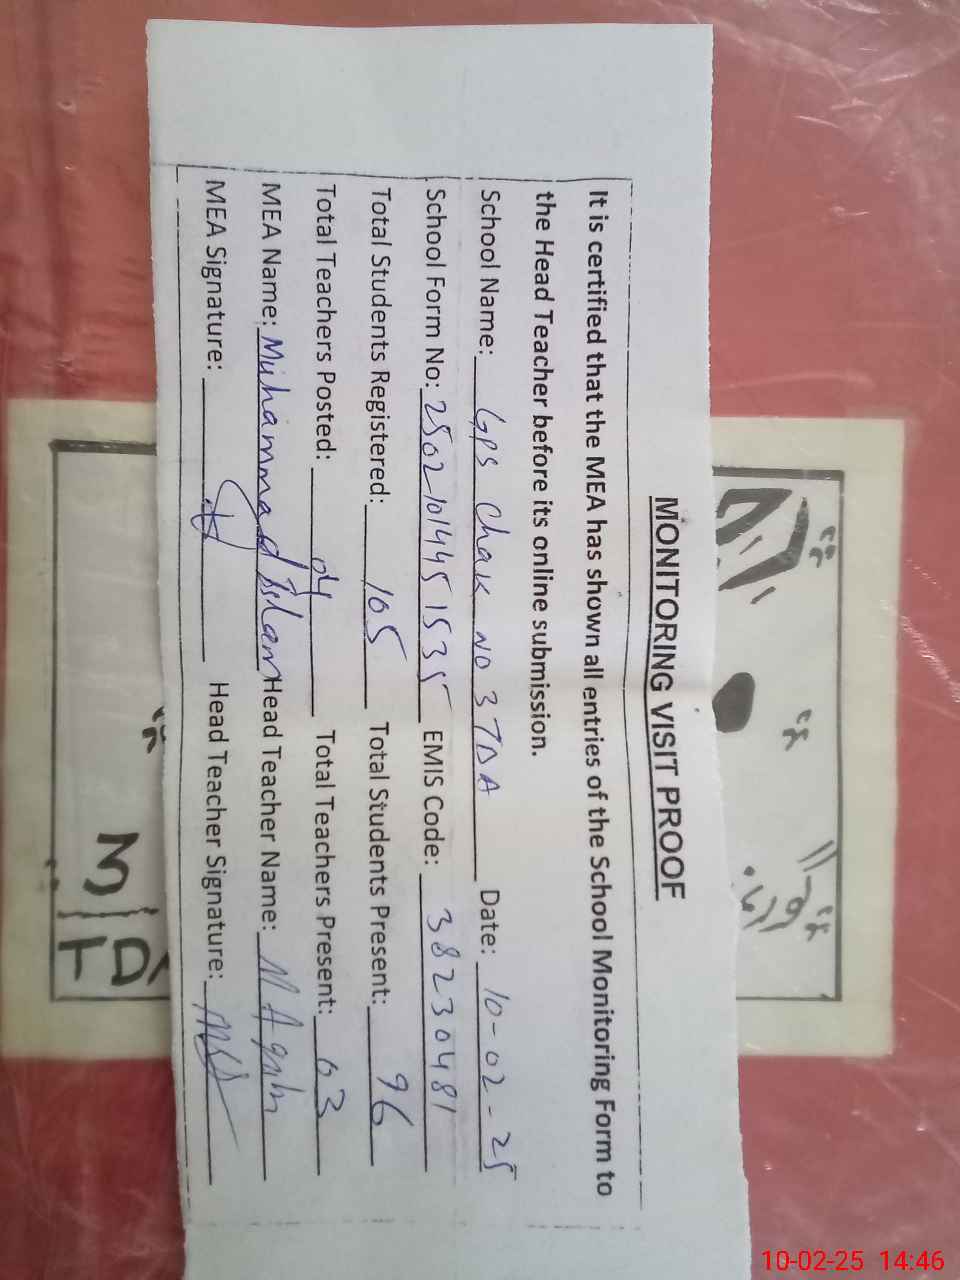 MONITORING VISIT PROOF
It is certified that the MEA has shown all entries of the School Monitoring Form to
the Head Teacher before its online submission.
School Name: GPS Chak NO 3 TDA Date: 10-02-25
School Form No: 25021014451535 EMIS Code: 38230481
Total Students Registered: 105 Total Students Present: 96
Total Teachers Posted: 04 Total Teachers Present: 03
MEA Name: Muhammad Islam Head Teacher Name: M A
MEA Signature: Head Teacher Signature:
3
TDA
10-02-25 14:46